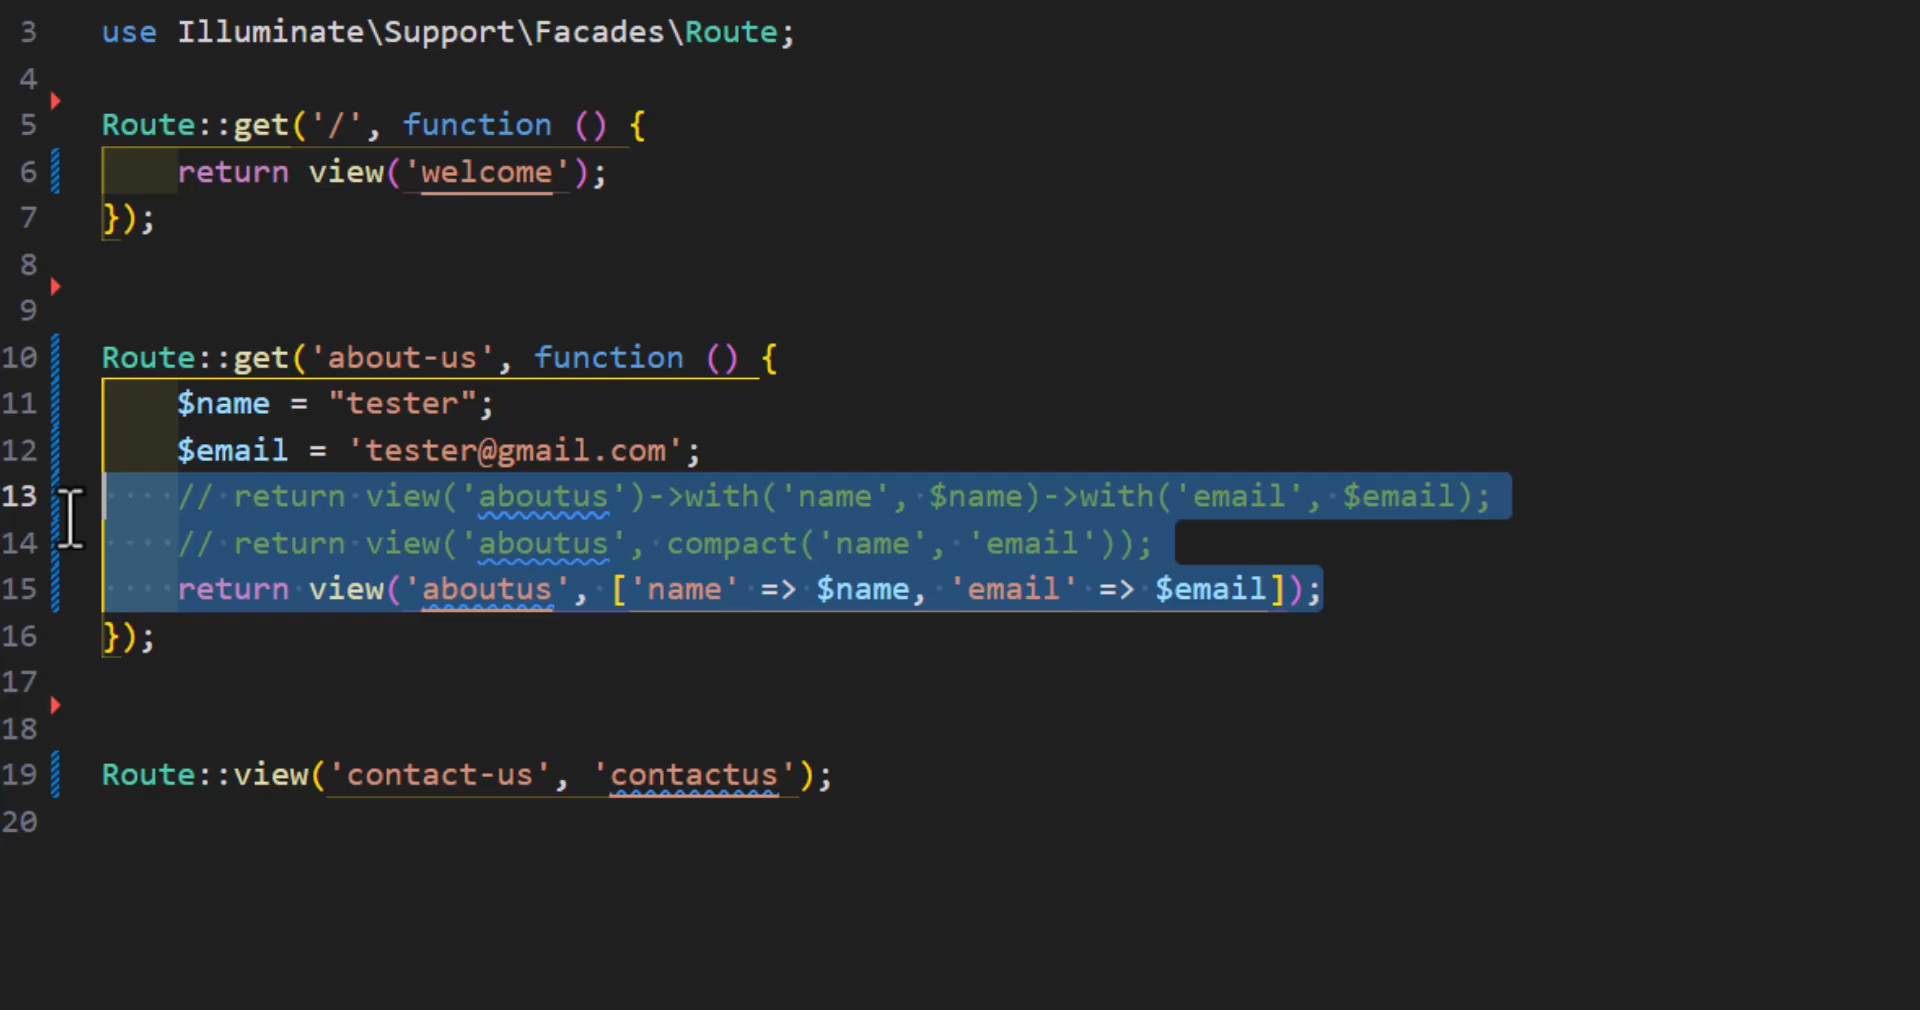 3 use Illuminate\Support\Facades\Route;
4
5 Route::get('/', function () {
6     return view('welcome');
7 });
8
9
10 Route::get('about-us', function () {
11     $name = "tester";
12     $email = 'tester@gmail.com';
13     // return view('aboutus')->with('name', $name)->with('email', $email);
14     // return view('aboutus', compact('name', 'email'));
15     return view('aboutus', ['name' => $name, 'email' => $email]);
16 });
17
18
19 Route::view('contact-us', 'contactus');
20